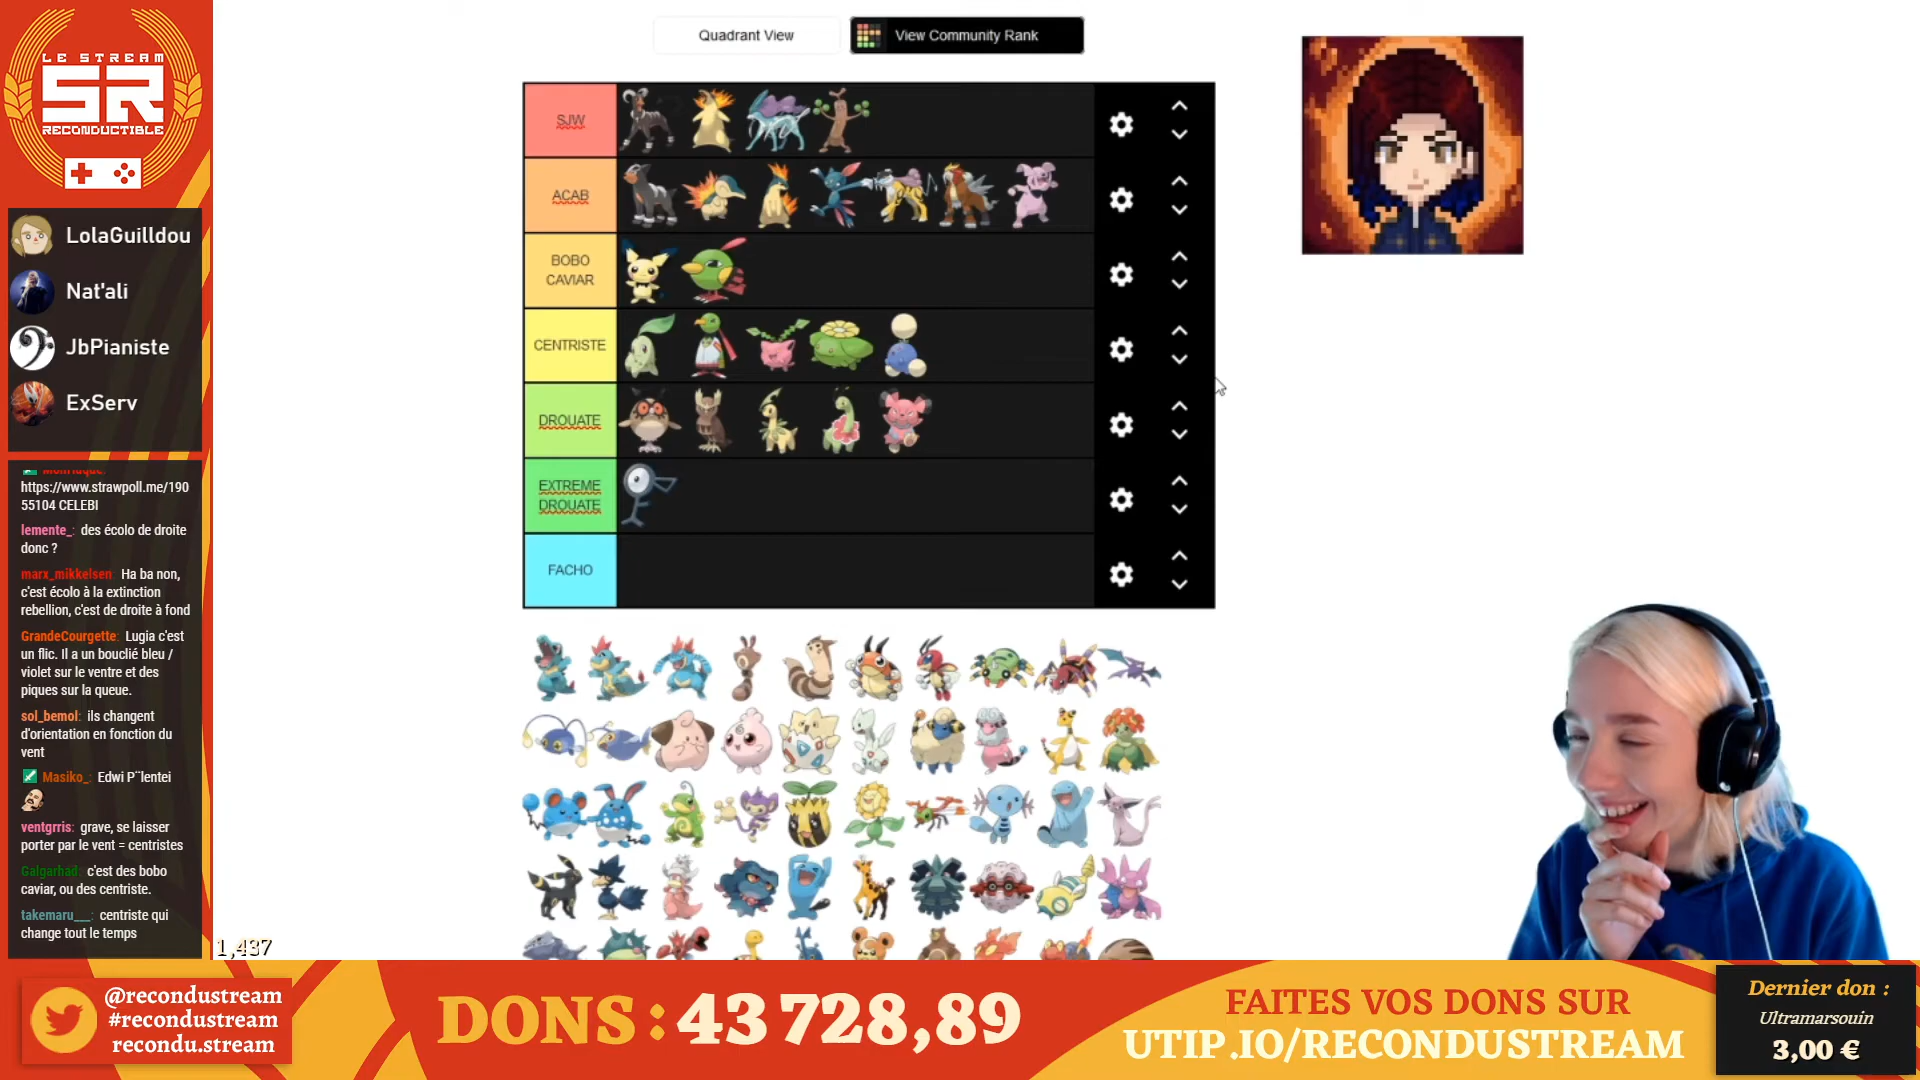 LE STREAM
SR
RECONDUCTIBLE
LolaGuilldou
Nat'ali
JbPianiste
ExServ
https://www.strawpoll.me/190
55104 CELEBI
lemente_: des écolo de droite
donc ?
marx_mikkelsen: Ha ba non,
c'est écolo à la extinction
rebellion, c'est de droite à fond
GrandeCourgette: Lugia c'est
un flic. Il a un bouclié bleu /
violet sur le ventre et des
piques sur la queue.
sol_bemol: ils changent
d'orientation en fonction du
vent
Masiko_: Edwi P¨lentei
ventgrris: grave, se laisser
porter par le vent = centristes
Galgarhad: c'est des bobo
caviar, ou des centriste.
takemaru___: centriste qui
change tout le temps
1,437
Quadrant View
View Community Rank
SJW
ACAB
BOBO
CAVIAR
CENTRISTE
DROUATE
EXTREME
DROUATE
FACHO
@recondustream
#recondustream
recondu.stream
DONS : 43 728,89
FAITES VOS DONS SUR
UTIP.IO/RECONDUSTREAM
Dernier don :
Ultramarsouin
3,00 €